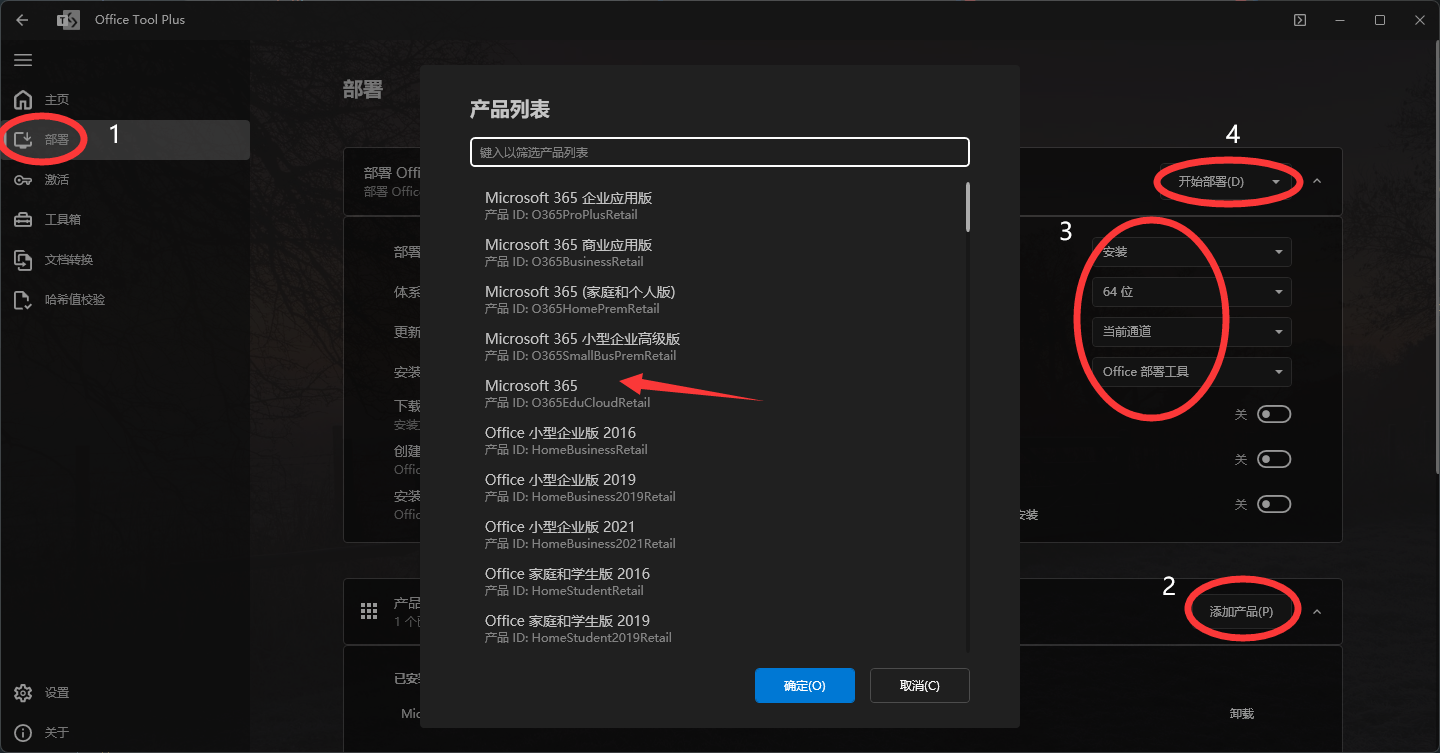 Office Tool Plus
主页
部署
1
激活
工具箱
文档转换
哈希值校验
设置
关于
部署
4
部署 Offi
部署 Office
开始部署(D)
3
部署
安装
体系
64 位
更新
当前通道
安装
Office 部署工具
下载
安装
关
创建
Offic
关
安装
Offic
安装
关
2
产品
1 个已
添加产品(P)
已安
Mic
卸载
产品列表
键入以筛选产品列表
Microsoft 365 企业应用版
产品 ID: O365ProPlusRetail
Microsoft 365 商业应用版
产品 ID: O365BusinessRetail
Microsoft 365 (家庭和个人版)
产品 ID: O365HomePremRetail
Microsoft 365 小型企业高级版
产品 ID: O365SmallBusPremRetail
Microsoft 365
产品 ID: O365EduCloudRetail
Office 小型企业版 2016
产品 ID: HomeBusinessRetail
Office 小型企业版 2019
产品 ID: HomeBusiness2019Retail
Office 小型企业版 2021
产品 ID: HomeBusiness2021Retail
Office 家庭和学生版 2016
产品 ID: HomeStudentRetail
Office 家庭和学生版 2019
产品 ID: HomeStudent2019Retail
确定(O)
取消(C)